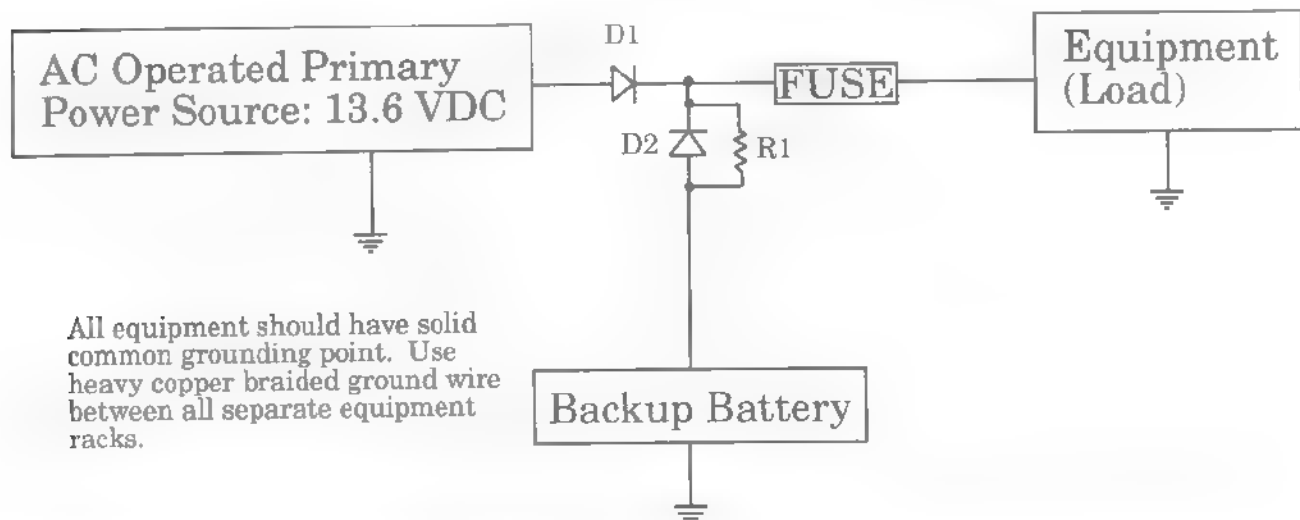 AC Operated Primary
Power Source: 13.6 VDC
D1
FUSE
Equipment
(Load)
D2
R1
All equipment should have solid
common grounding point. Use
heavy copper braided ground wire
between all separate equipment
racks.
Backup Battery